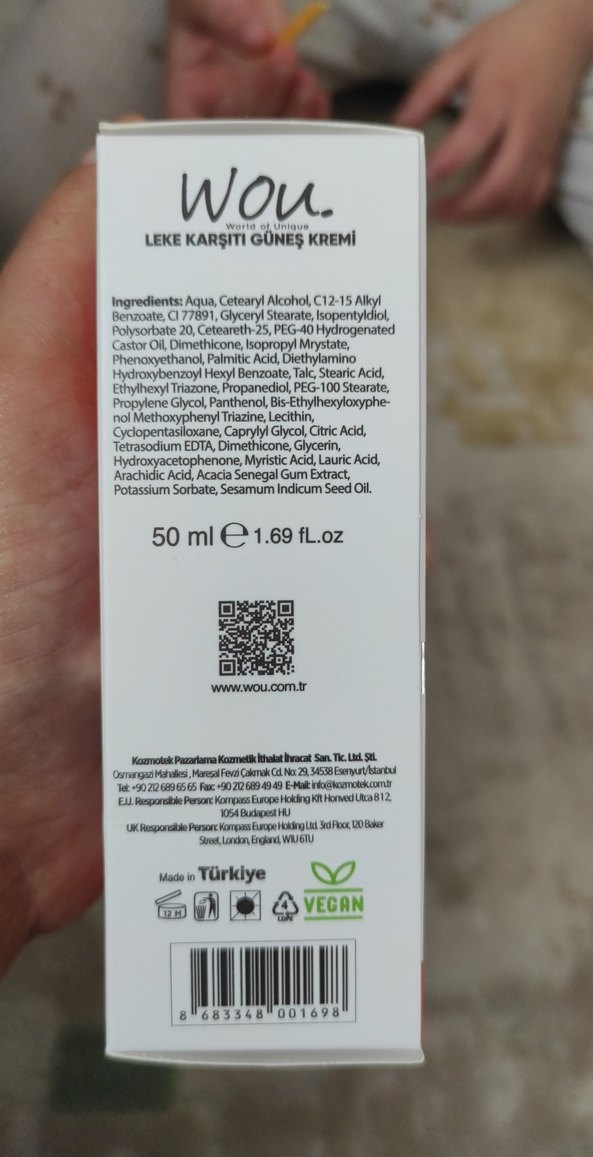 Wou.
World of Unique
LEKE KARŞITI GÜNEŞ KREMİ
Ingredients: Aqua, Cetearyl Alcohol, C12-15 Alkyl
Benzoate, CI 77891, Glyceryl Stearate, Isopentyldiol,
Polysorbate 20, Ceteareth-25, PEG-40 Hydrogenated
Castor Oil, Dimethicone, Isopropyl Mrystate,
Phenoxyethanol, Palmitic Acid, Diethylamino
Hydroxybenzoyl Hexyl Benzoate, Talc, Stearic Acid,
Ethylhexyl Triazone, Propanediol, PEG-100 Stearate,
Propylene Glycol, Panthenol, Bis-Ethylhexyloxyphe-
nol Methoxyphenyl Triazine, Lecithin,
Cyclopentasiloxane, Caprylyl Glycol, Citric Acid,
Tetrasodium EDTA, Dimethicone, Glycerin,
Hydroxyacetophenone, Myristic Acid, Lauric Acid,
Arachidic Acid, Acacia Senegal Gum Extract,
Potassium Sorbate, Sesamum Indicum Seed Oil.
50 ml e 1.69 fL.oz
www.wou.com.tr
Kozmotek Pazarlama Kozmetik İthalat İhracat San. Tic. Ltd. Şti.
Osmangazi Mahallesi, Mareşal Fevzi Çakmak Cd. No: 29, 34538 Esenyurt/İstanbul
Tel: +90 212 689 65 65 Fax: +90 212 689 49 49 E-Mail: info@kozmotek.com.tr
E.U. Responsible Person: Kompass Europe Holding Kft Honved Utca 8 1 2,
1054 Budapest HU
UK Responsible Person: Kompass Europe Holding Ltd. 3rd Floor, 120 Baker
Street, London, England, W1U 6TU
Made in Türkiye
12 M
4
LDPE
VEGAN
8 683348 001698